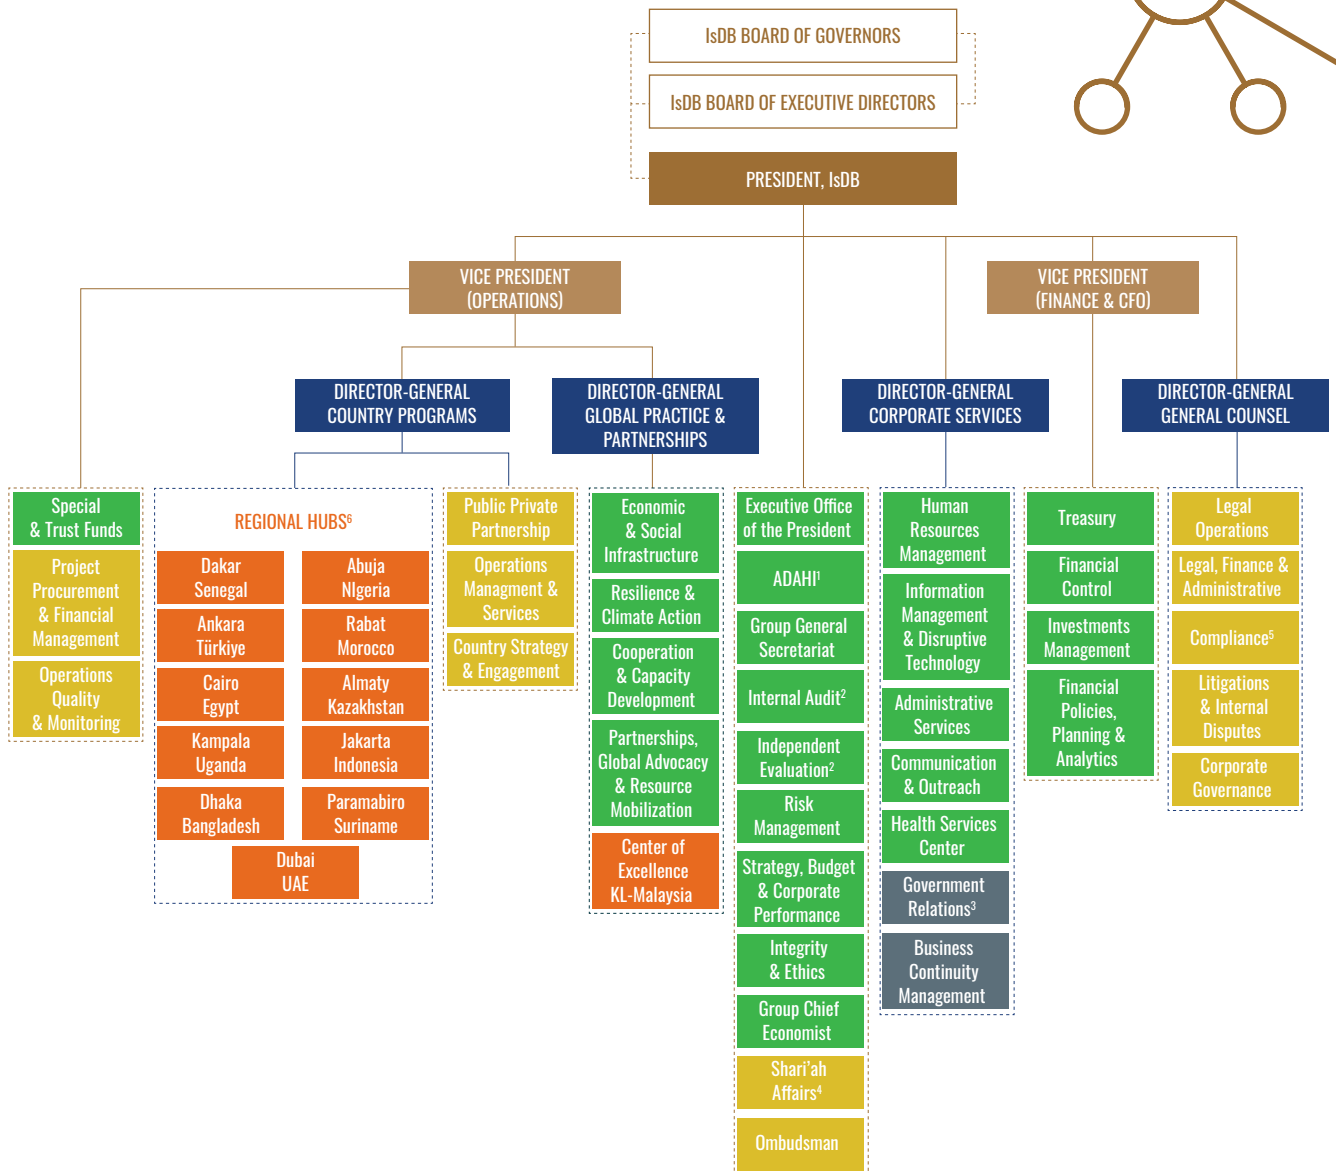 IsDB BOARD OF GOVERNORS
IsDB BOARD OF EXECUTIVE DIRECTORS
PRESIDENT, IsDB
VICE PRESIDENT
(OPERATIONS)
VICE PRESIDENT
(FINANCE & CFO)
DIRECTOR-GENERAL
COUNTRY PROGRAMS
DIRECTOR-GENERAL
GLOBAL PRACTICE &
PARTNERSHIPS
DIRECTOR-GENERAL
CORPORATE SERVICES
DIRECTOR-GENERAL
GENERAL COUNSEL
Special
& Trust Funds
Project
Procurement
& Financial
Management
Operations
Quality
& Monitoring
REGIONAL HUBS⁶
Dakar
Senegal
Abuja
NIgeria
Ankara
Türkiye
Rabat
Morocco
Cairo
Egypt
Almaty
Kazakhstan
Kampala
Uganda
Jakarta
Indonesia
Dhaka
Bangladesh
Paramabiro
Suriname
Dubai
UAE
Public Private
Partnership
Operations
Managment &
Services
Country Strategy
& Engagement
Economic
& Social
Infrastructure
Resilience &
Climate Action
Cooperation
& Capacity
Development
Partnerships,
Global Advocacy
& Resource
Mobilization
Center of
Excellence
KL-Malaysia
Executive Office
of the President
ADAHI¹
Group General
Secretariat
Internal Audit²
Independent
Evaluation²
Risk
Management
Strategy, Budget
& Corporate
Performance
Integrity
& Ethics
Group Chief
Economist
Shari'ah
Affairs⁴
Ombudsman
Human
Resources
Management
Information
Management
& Disruptive
Technology
Administrative
Services
Communication
& Outreach
Health Services
Center
Government
Relations³
Business
Continuity
Management
Treasury
Financial
Control
Investments
Management
Financial
Policies,
Planning &
Analytics
Legal
Operations
Legal, Finance &
Administrative
Compliance⁵
Litigations
& Internal
Disputes
Corporate
Governance